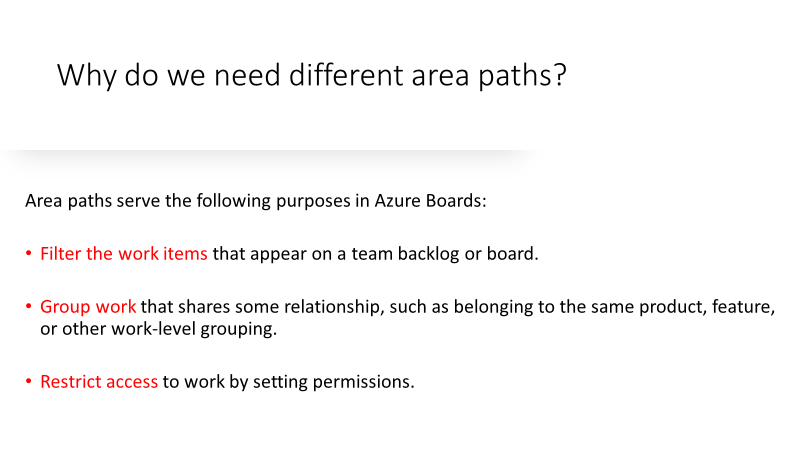 Why do we need different area paths?
Area paths serve the following purposes in Azure Boards:
• Filter the work items that appear on a team backlog or board.
• Group work that shares some relationship, such as belonging to the same product, feature,
or other work-level grouping.
• Restrict access to work by setting permissions.